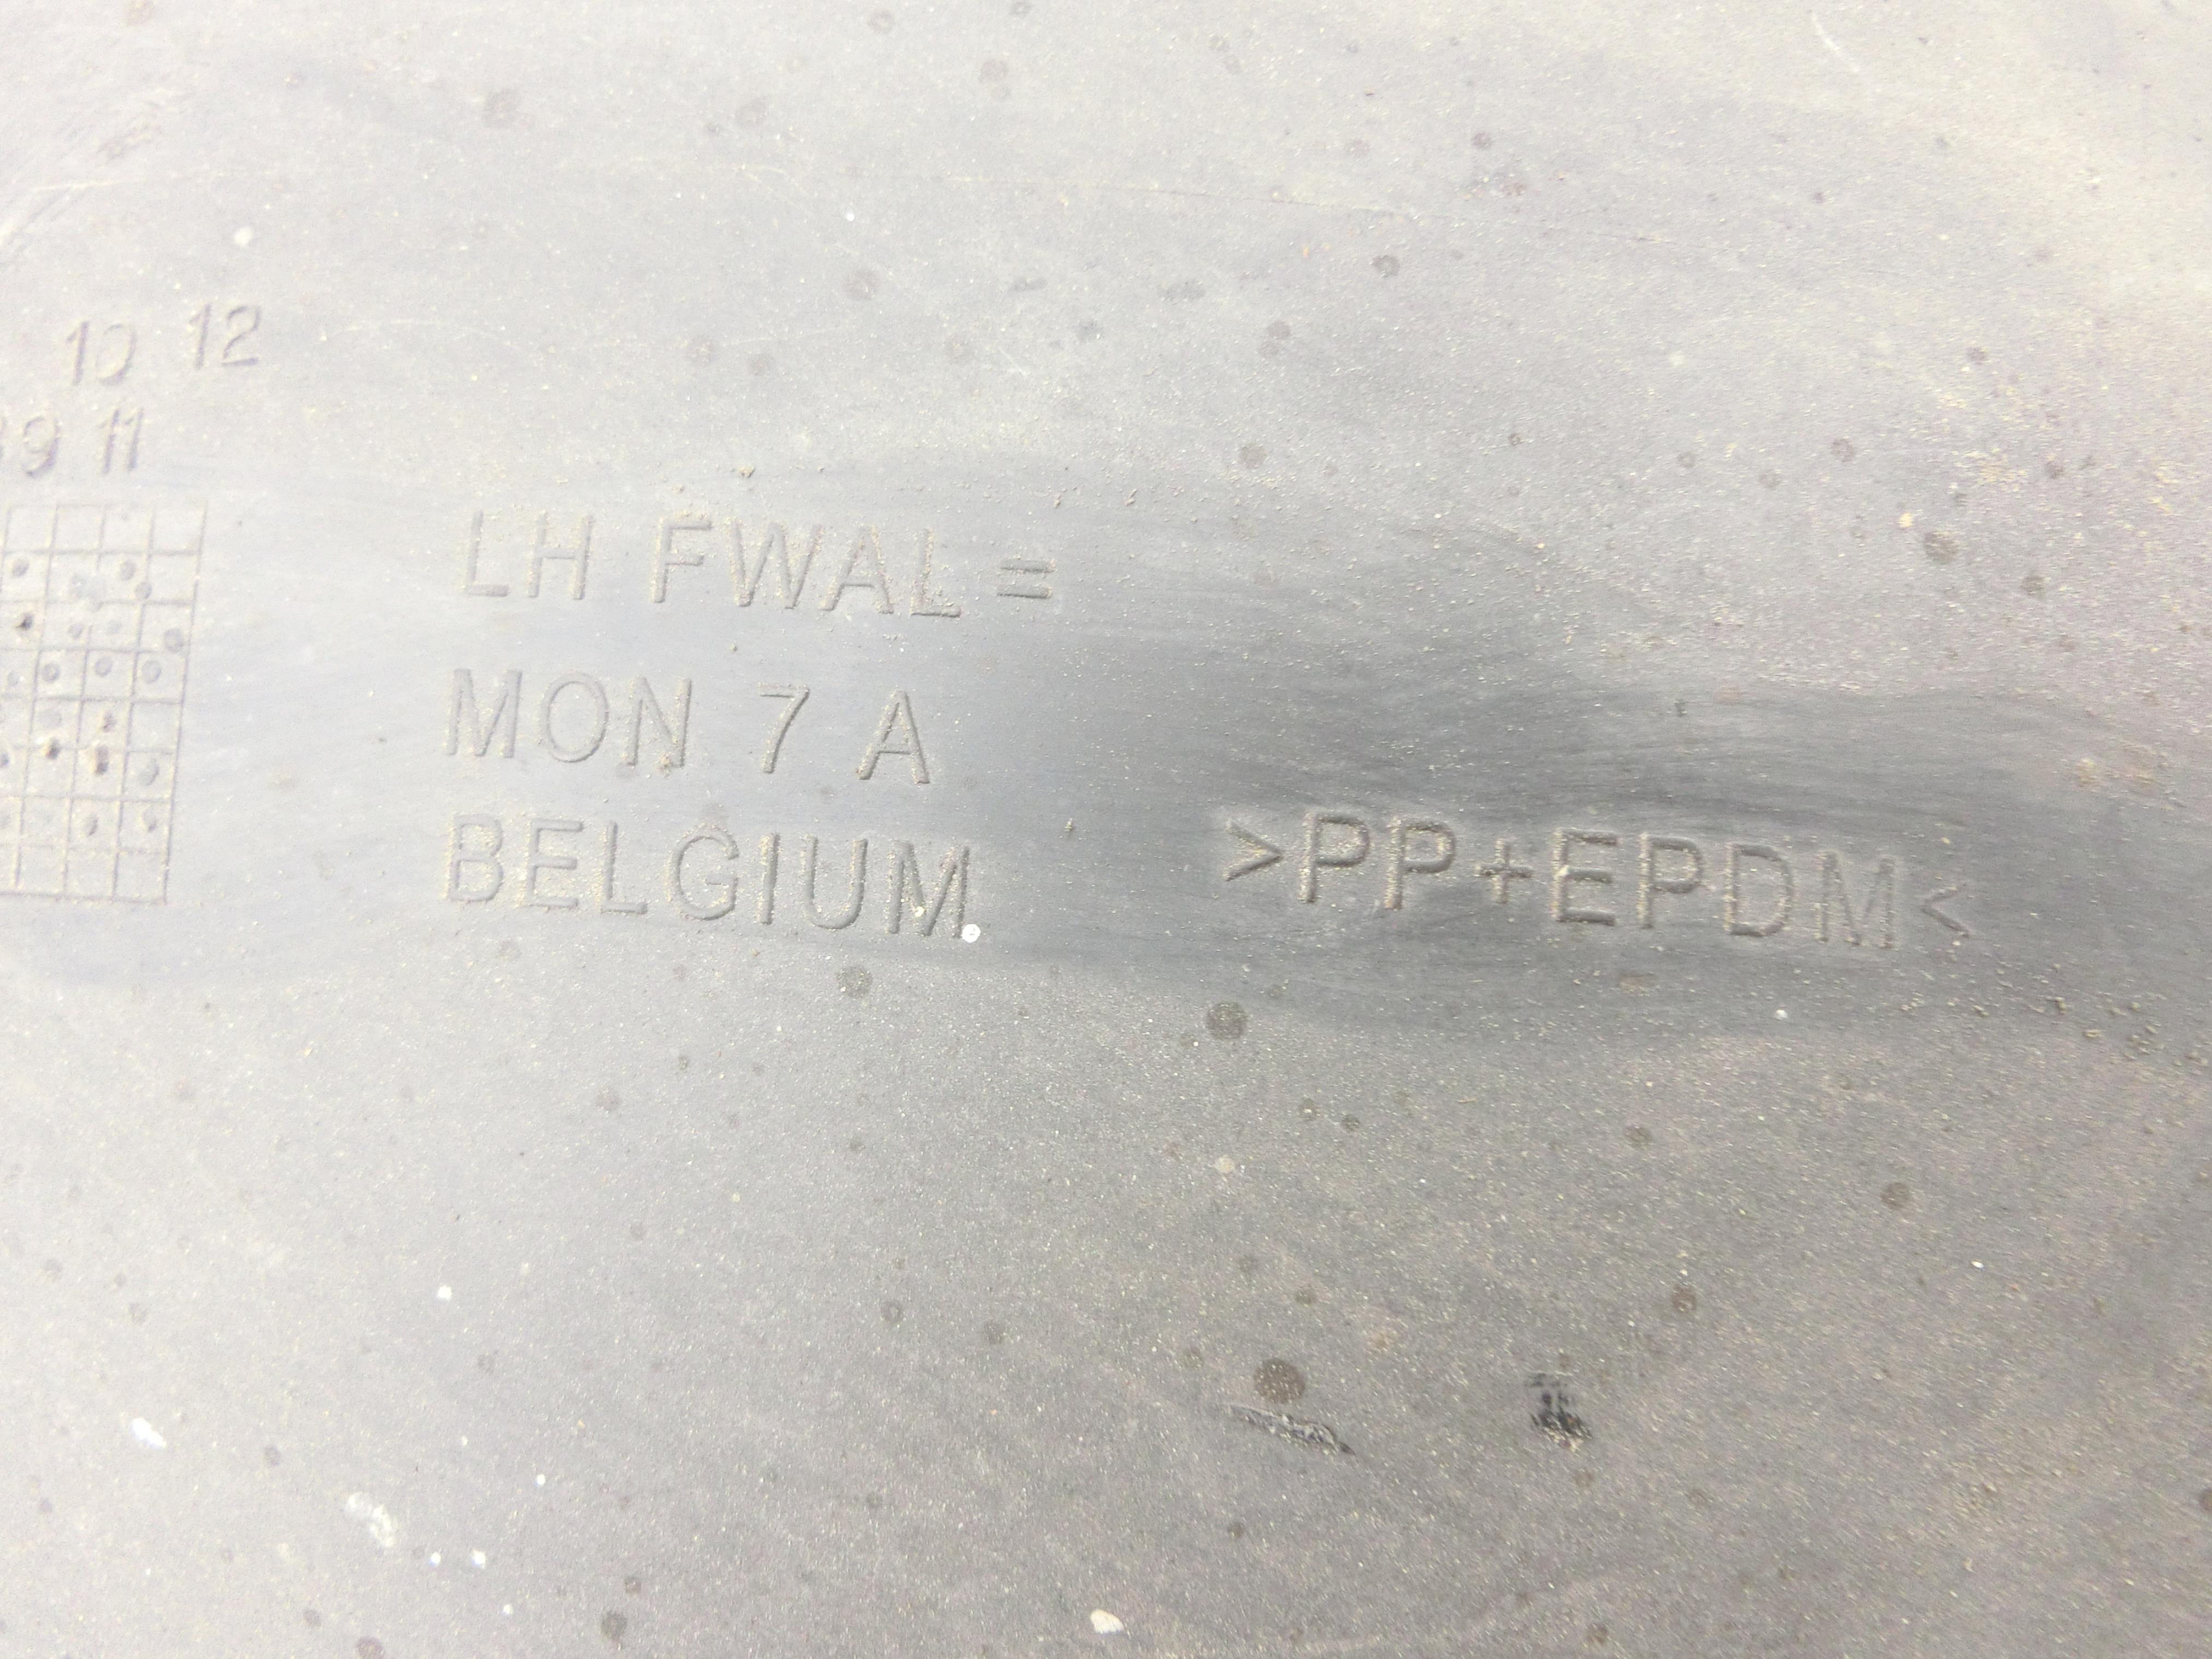 10 12
9 11
LH FWAL =
MON 7 A
BELGIUM
>PP+EPDM<